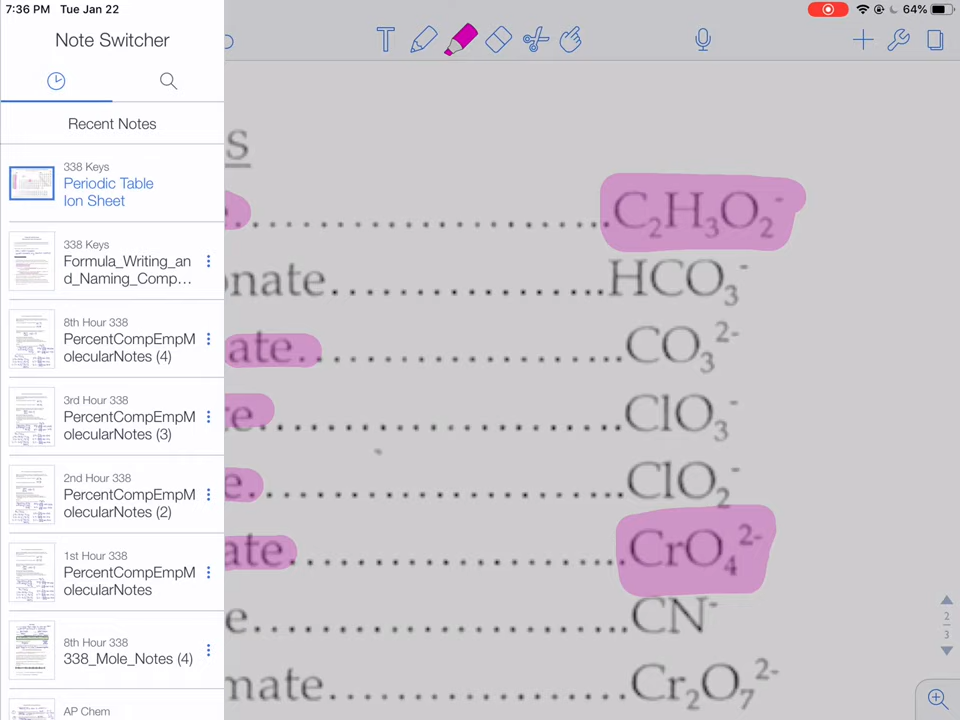 7:36 PM Tue Jan 22
64%
Note Switcher
Recent Notes
338 Keys
Periodic Table
Ion Sheet
338 Keys
Formula_Writing_an
d_Naming_Comp...
8th Hour 338
PercentCompEmpM
olecularNotes (4)
3rd Hour 338
PercentCompEmpM
olecularNotes (3)
2nd Hour 338
PercentCompEmpM
olecularNotes (2)
1st Hour 338
PercentCompEmpM
olecularNotes
8th Hour 338
338_Mole_Notes (4)
AP Chem
s
e.............................C₂H₃O₂⁻
onate.................HCO₃⁻
ate.....................CO₃²⁻
te.........................ClO₃⁻
e..........................ClO₂⁻
ate.......................CrO₄²⁻
e..........................CN⁻
mate...................Cr₂O₇²⁻
2
3